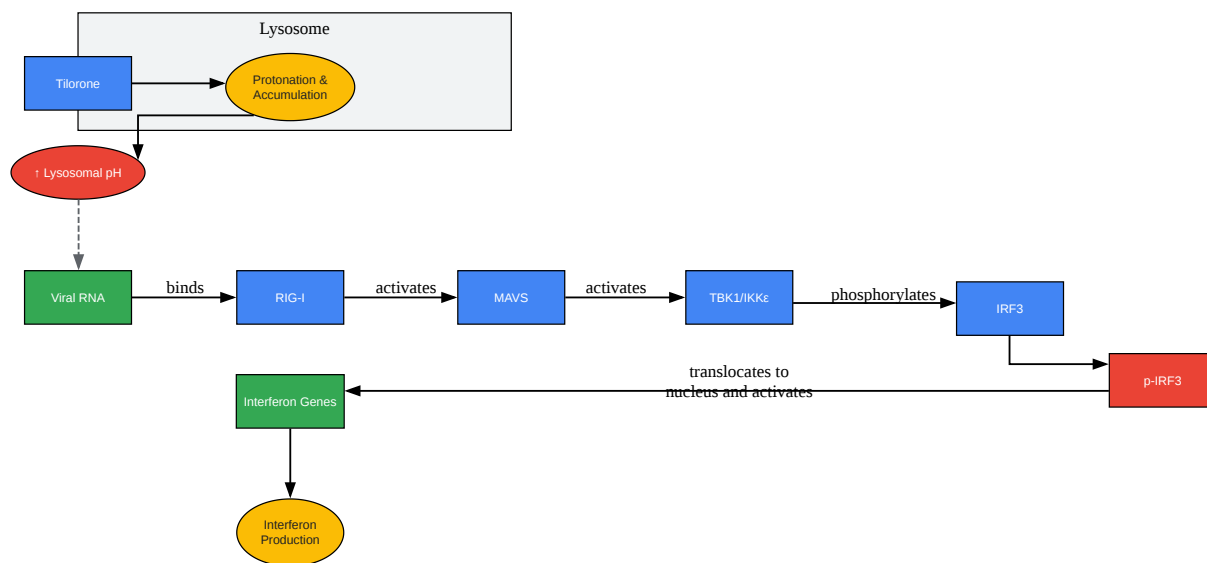 Lysosome
Tilorone
Protonation &
Accumulation
↑ Lysosomal pH
Viral RNA
binds
RIG-I
activates
MAVS
activates
TBK1/IKKε
phosphorylates
IRF3
translocates to
nucleus and activates
p-IRF3
Interferon Genes
Interferon
Production